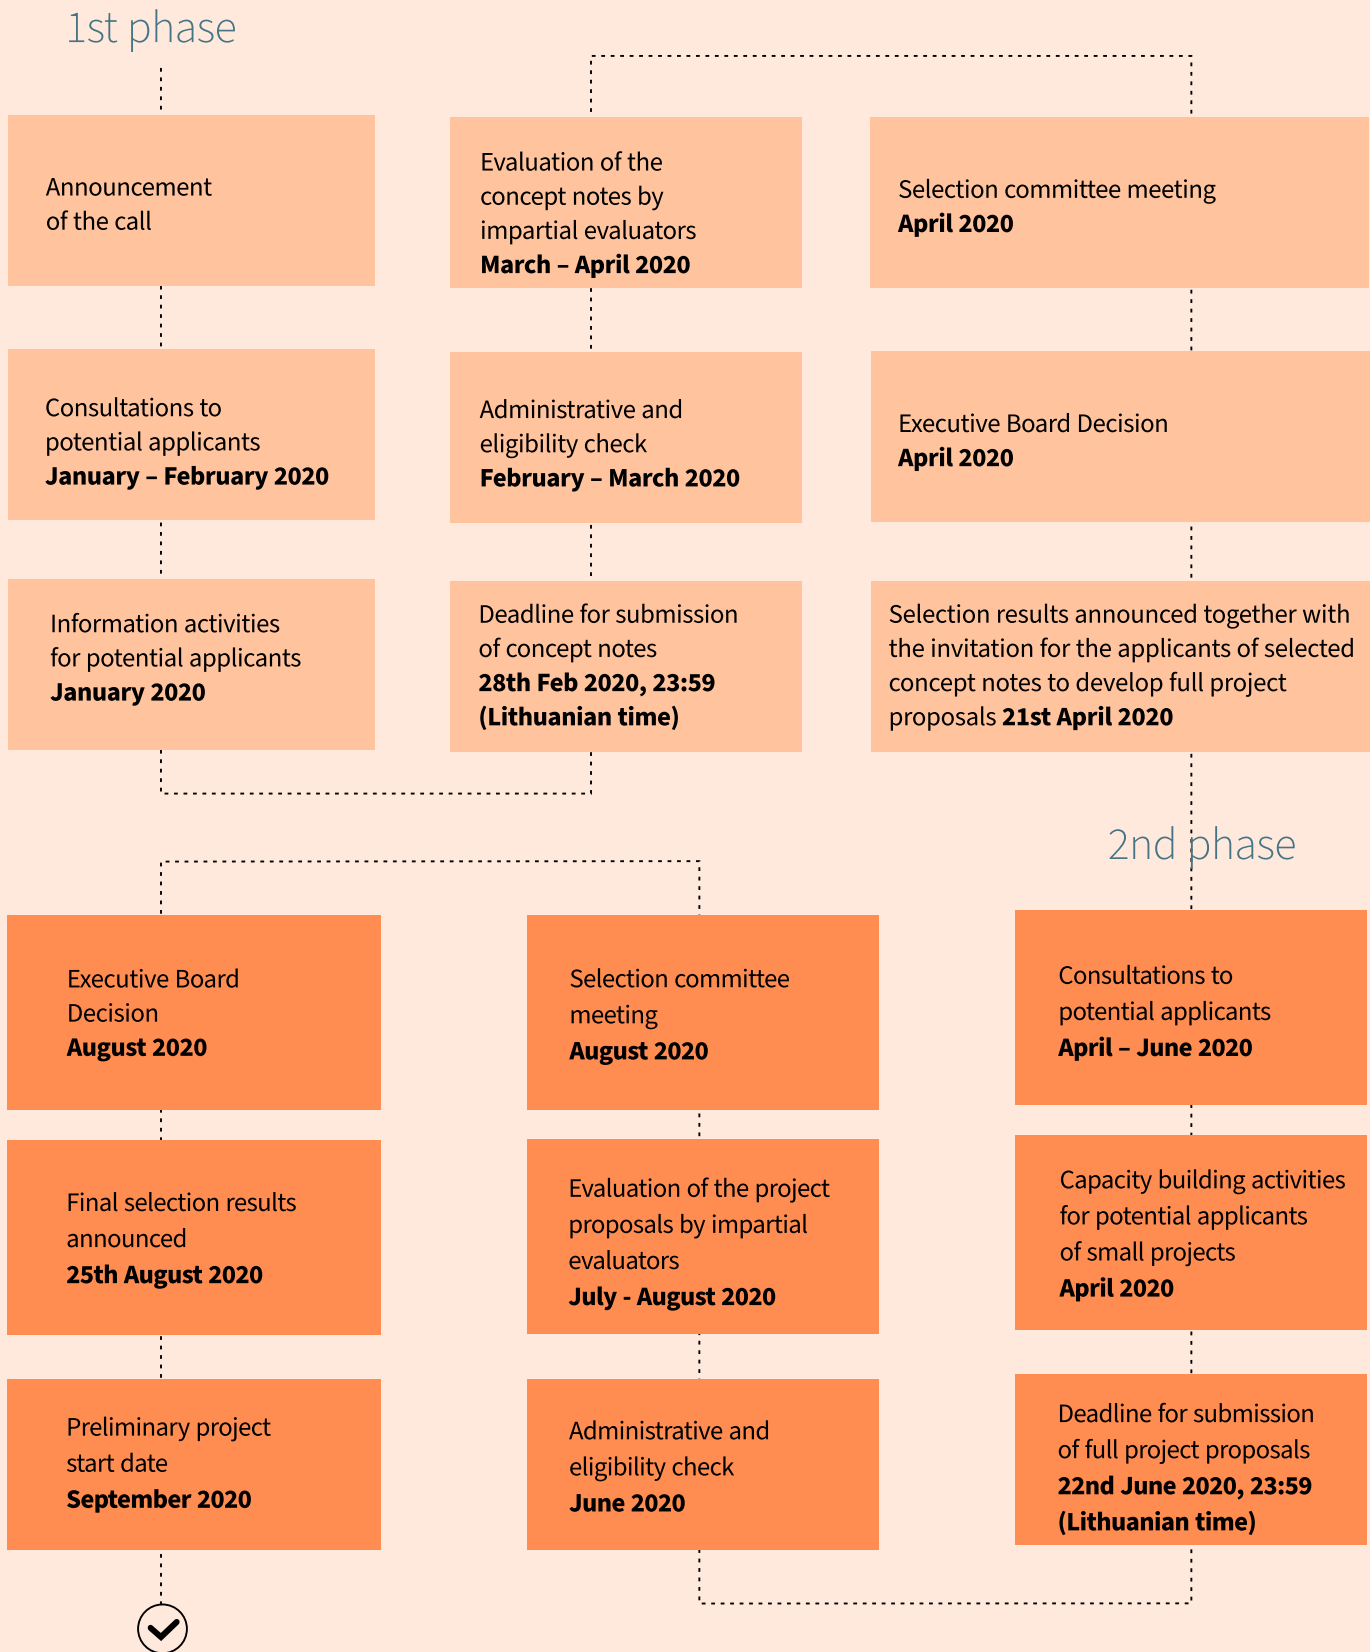 1st phase
Announcement
of the call
Consultations to
potential applicants
January – February 2020
Information activities
for potential applicants
January 2020
Deadline for submission
of concept notes
28th Feb 2020, 23:59
(Lithuanian time)
Administrative and
eligibility check
February – March 2020
Evaluation of the
concept notes by
impartial evaluators
March – April 2020
Selection committee meeting
April 2020
Executive Board Decision
April 2020
Selection results announced together with
the invitation for the applicants of selected
concept notes to develop full project
proposals 21st April 2020
2nd phase
Consultations to
potential applicants
April – June 2020
Capacity building activities
for potential applicants
of small projects
April 2020
Deadline for submission
of full project proposals
22nd June 2020, 23:59
(Lithuanian time)
Administrative and
eligibility check
June 2020
Evaluation of the project
proposals by impartial
evaluators
July - August 2020
Selection committee
meeting
August 2020
Executive Board
Decision
August 2020
Final selection results
announced
25th August 2020
Preliminary project
start date
September 2020